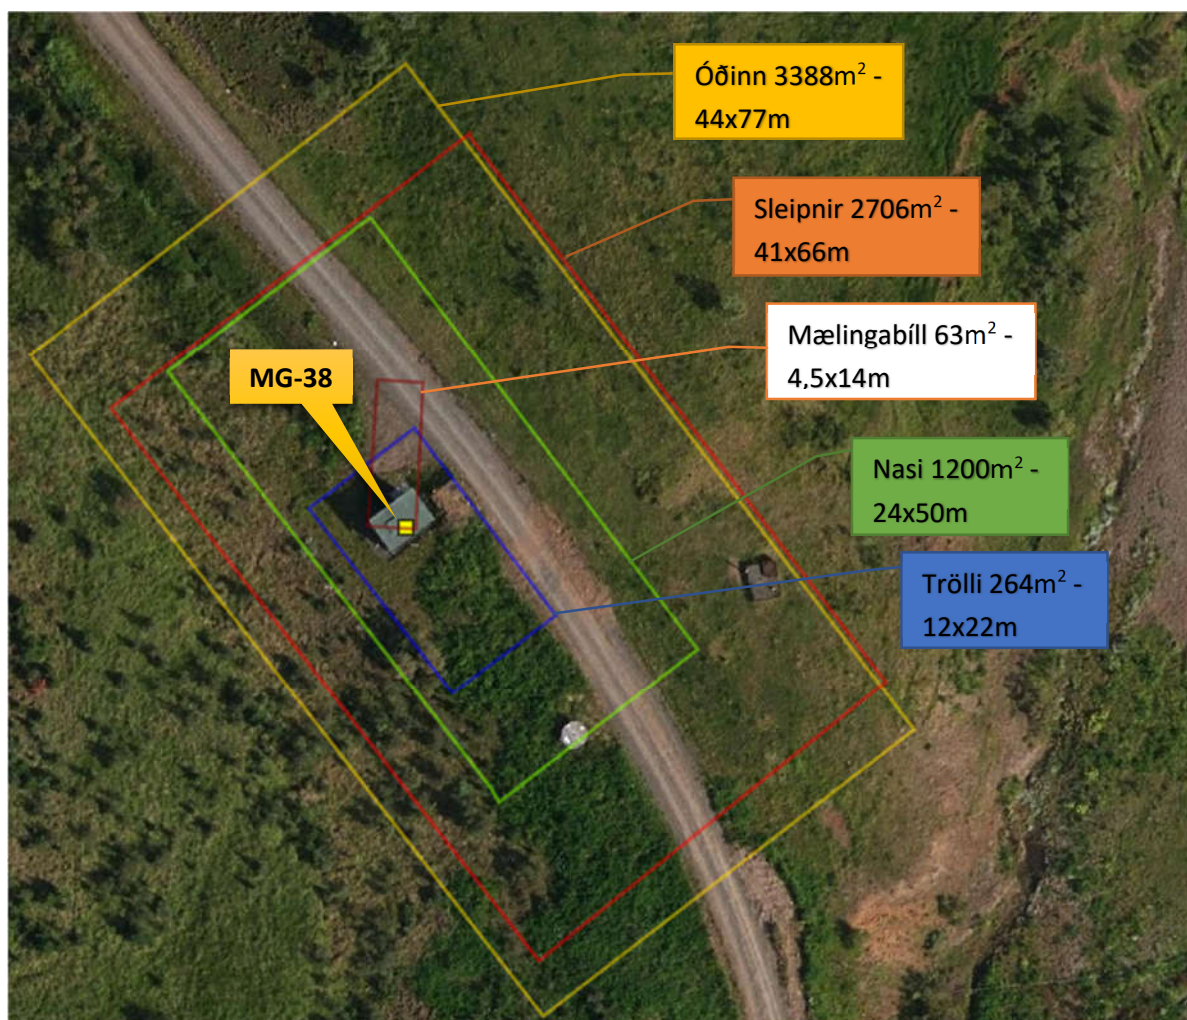 Óðinn 3388m² -
44x77m
Sleipnir 2706m² -
41x66m
Mælingabíll 63m² -
4,5x14m
MG-38
Nasi 1200m² -
24x50m
Trölli 264m² -
12x22m